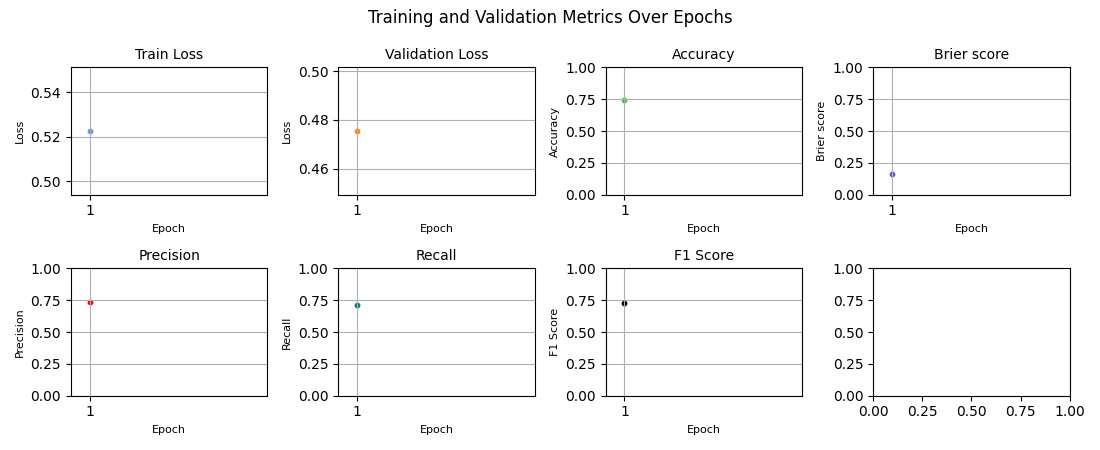 Training and Validation Metrics Over Epochs
Train Loss
Loss
0.54
0.52
0.50
1
Epoch
Validation Loss
Loss
0.50
0.48
0.46
1
Epoch
Accuracy
Accuracy
1.00
0.75
0.50
0.25
0.00
1
Epoch
Brier score
Brier score
1.00
0.75
0.50
0.25
0.00
1
Epoch
Precision
Precision
1.00
0.75
0.50
0.25
0.00
1
Epoch
Recall
Recall
1.00
0.75
0.50
0.25
0.00
1
Epoch
F1 Score
F1 Score
1.00
0.75
0.50
0.25
0.00
1
Epoch
1.00
0.75
0.50
0.25
0.00
0.00 0.25 0.50 0.75 1.00